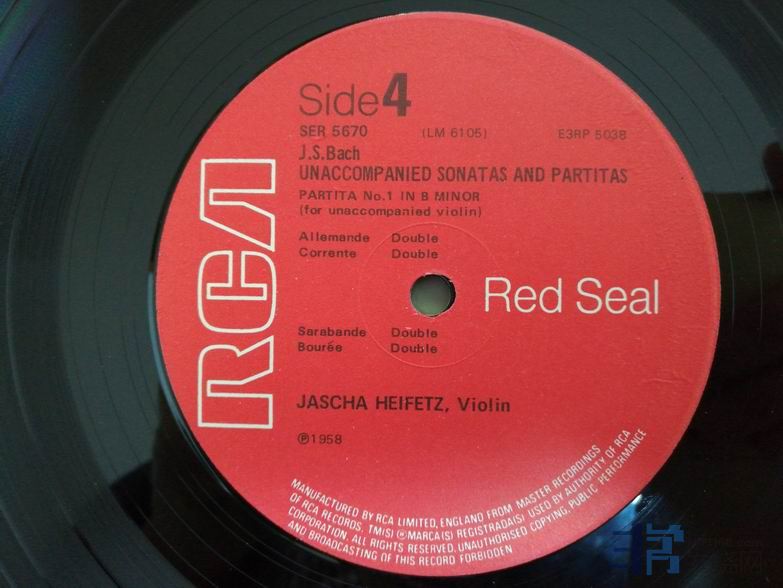 Side 4
SER 5670 (LM 6105) E3RP 5038
J.S.Bach
UNACCOMPANIED SONATAS AND PARTITAS
PARTITA No.1 IN B MINOR
(for unaccompanied violin)
Allemande Double
Corrente Double
RCA
Red Seal
Sarabande Double
Bourée Double
JASCHA HEIFETZ, Violin
℗1958
MANUFACTURED BY RCA LIMITED, ENGLAND FROM MASTER RECORDINGS
OF RCA RECORDS, TM(S) ® MARCA(S) REGISTRADA(S) USED BY AUTHORITY OF RCA
CORPORATION. ALL RIGHTS RESERVED. UNAUTHORISED COPYING, PUBLIC PERFORMANCE
AND BROADCASTING OF THIS RECORD FORBIDDEN